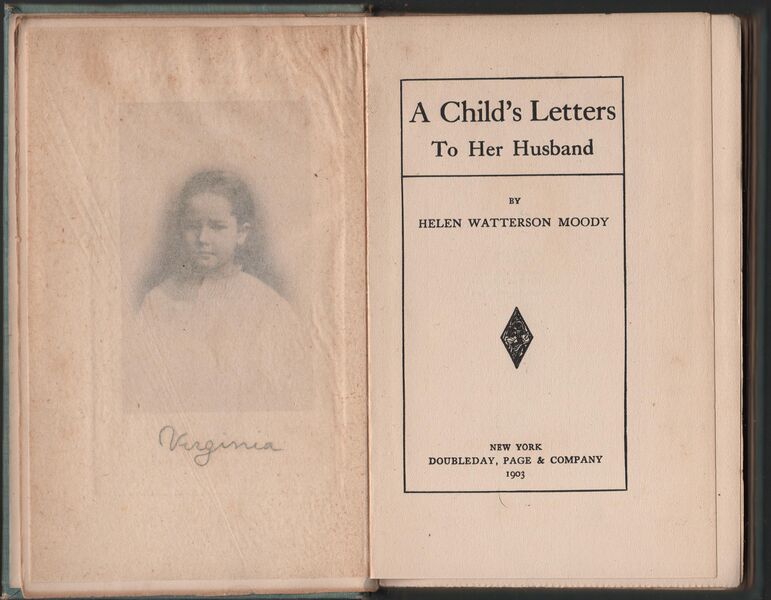 Virginia
A Child's Letters
To Her Husband
BY
HELEN WATTERSON MOODY
NEW YORK
DOUBLEDAY, PAGE & COMPANY
1903